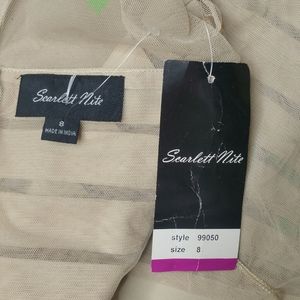 Scarlett Nite
8
MADE IN INDIA
Scarlett Nite
style 99050
size 8